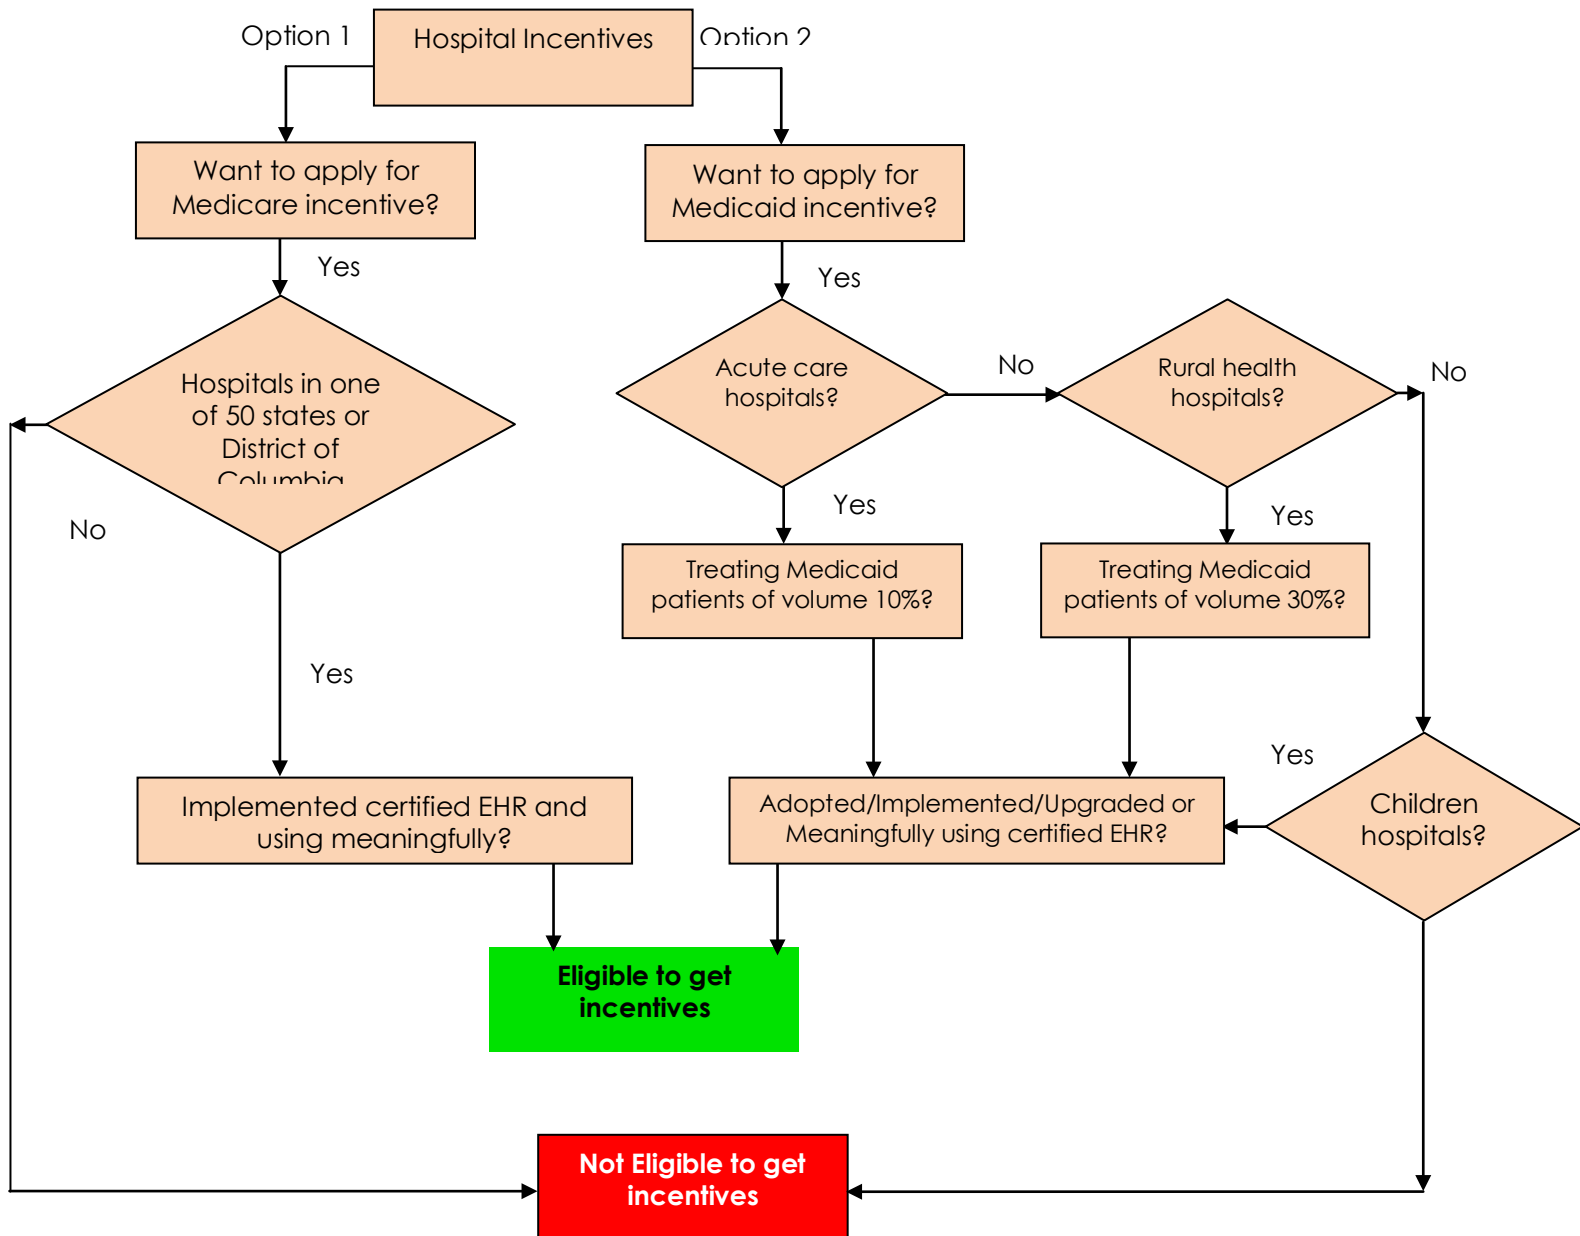 Option 1
Hospital Incentives
Option 2
Want to apply for
Medicare incentive?
Want to apply for
Medicaid incentive?
Yes
Yes
Hospitals in one
of 50 states or
District of
Columbia
Acute care
hospitals?
No
Rural health
hospitals?
No
No
Yes
Yes
Treating Medicaid
patients of volume 10%?
Treating Medicaid
patients of volume 30%?
Yes
Yes
Implemented certified EHR and
using meaningfully?
Adopted/Implemented/Upgraded or
Meaningfully using certified EHR?
Children
hospitals?
Eligible to get
incentives
Not Eligible to get
incentives